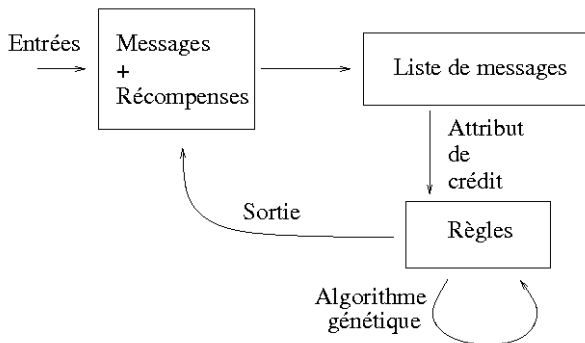 Entrées
Messages
+
Récompenses
Liste de messages
Attribut
de
crédit
Sortie
Règles
Algorithme
génétique